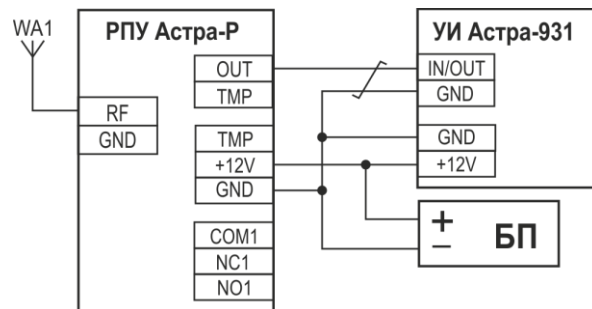 WA1
РПУ Астра-Р
УИ Астра-931
OUT
IN/OUT
TMP
GND
RF
GND
TMP
GND
+12V
+12V
GND
COM1
NC1
NO1
+
−
БП